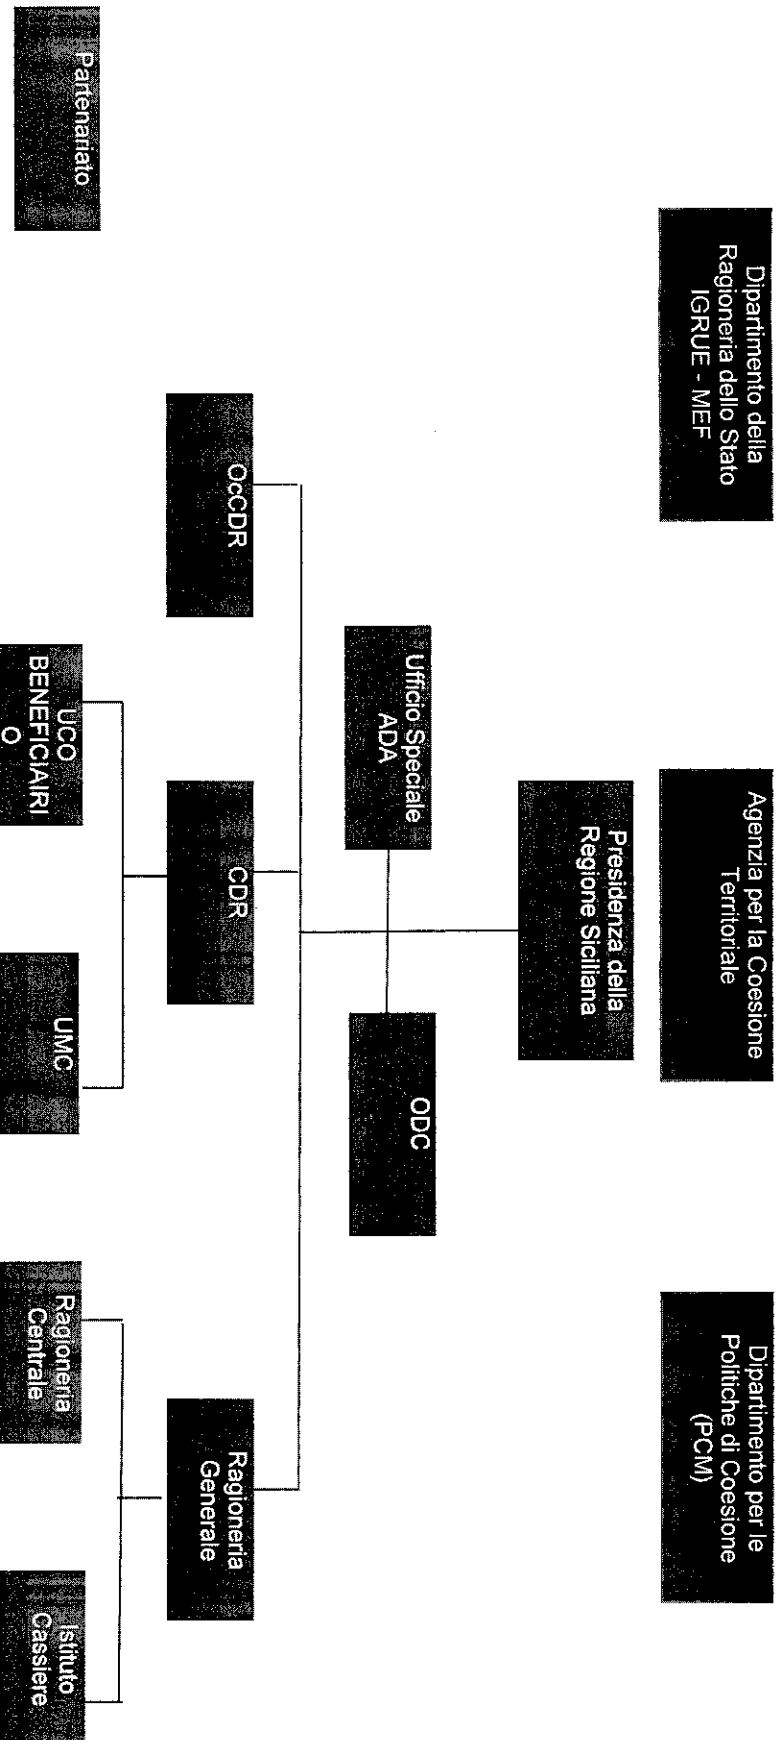 Dipartimento della
Ragioneria dello Stato
IGRUE - MEF
Agenzia per la Coesione
Territoriale
Dipartimento per le
Politiche di Coesione
(PCM)
Presidenza della
Regione Siciliana
Ufficio Speciale
ADA
ODC
OcCDR
CDR
Ragioneria
Generale
Partenariato
UCO
BENEFICIAIRI
O
UMC
Ragioneria
Centrale
Istituto
Cassiere